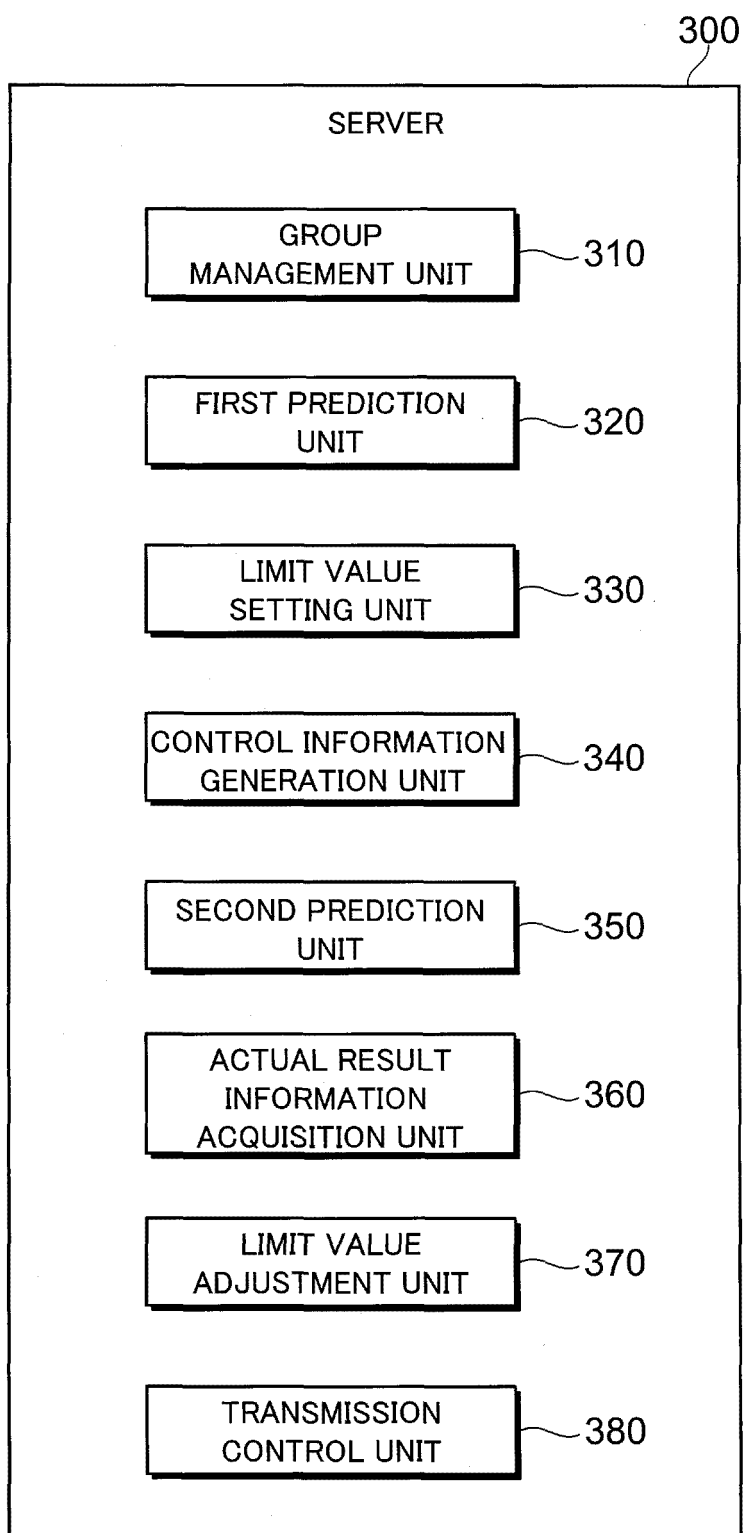 300
SERVER
GROUP
MANAGEMENT UNIT
310
FIRST PREDICTION
UNIT
320
LIMIT VALUE
SETTING UNIT
330
CONTROL INFORMATION
GENERATION UNIT
340
SECOND PREDICTION
UNIT
350
ACTUAL RESULT
INFORMATION
ACQUISITION UNIT
360
LIMIT VALUE
ADJUSTMENT UNIT
370
TRANSMISSION
CONTROL UNIT
380